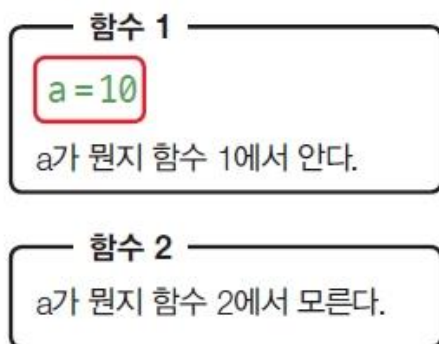 함수 1
a=10
a가 뭔지 함수 1에서 안다.
함수 2
a가 뭔지 함수 2에서 모른다.